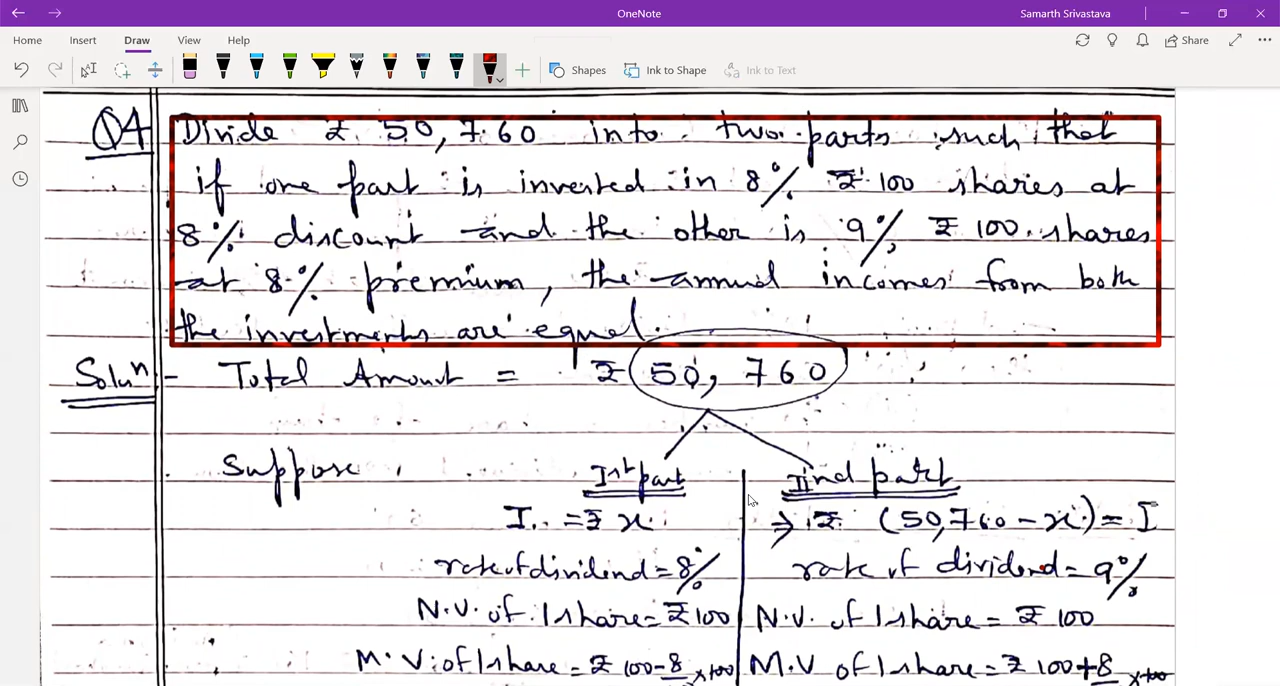 OneNote
Samarth Srivastava
Home Insert Draw View Help
Share
Shapes Ink to Shape Ink to Text
Q4 Divide ₹ 50,760 into two parts such that
if one part is invested in 8% ₹ 100 shares at
8% discount and the other is 9% ₹ 100 shares
at 8% premium, the annual incomes from both
the investments are equal.
Soluⁿ - Total Amount = ₹ 50,760
Suppose, Ist part IInd part
I. = ₹ x ⇒ ₹ (50,760-x) = I
rate of dividend = 8% rate of dividend = 9%
N.V. of 1 share = ₹ 100 N.V. of 1 share = ₹ 100
M.V. of 1 share = ₹ 100-8 ×100 M.V of 1 share = ₹ 100+8 ×100